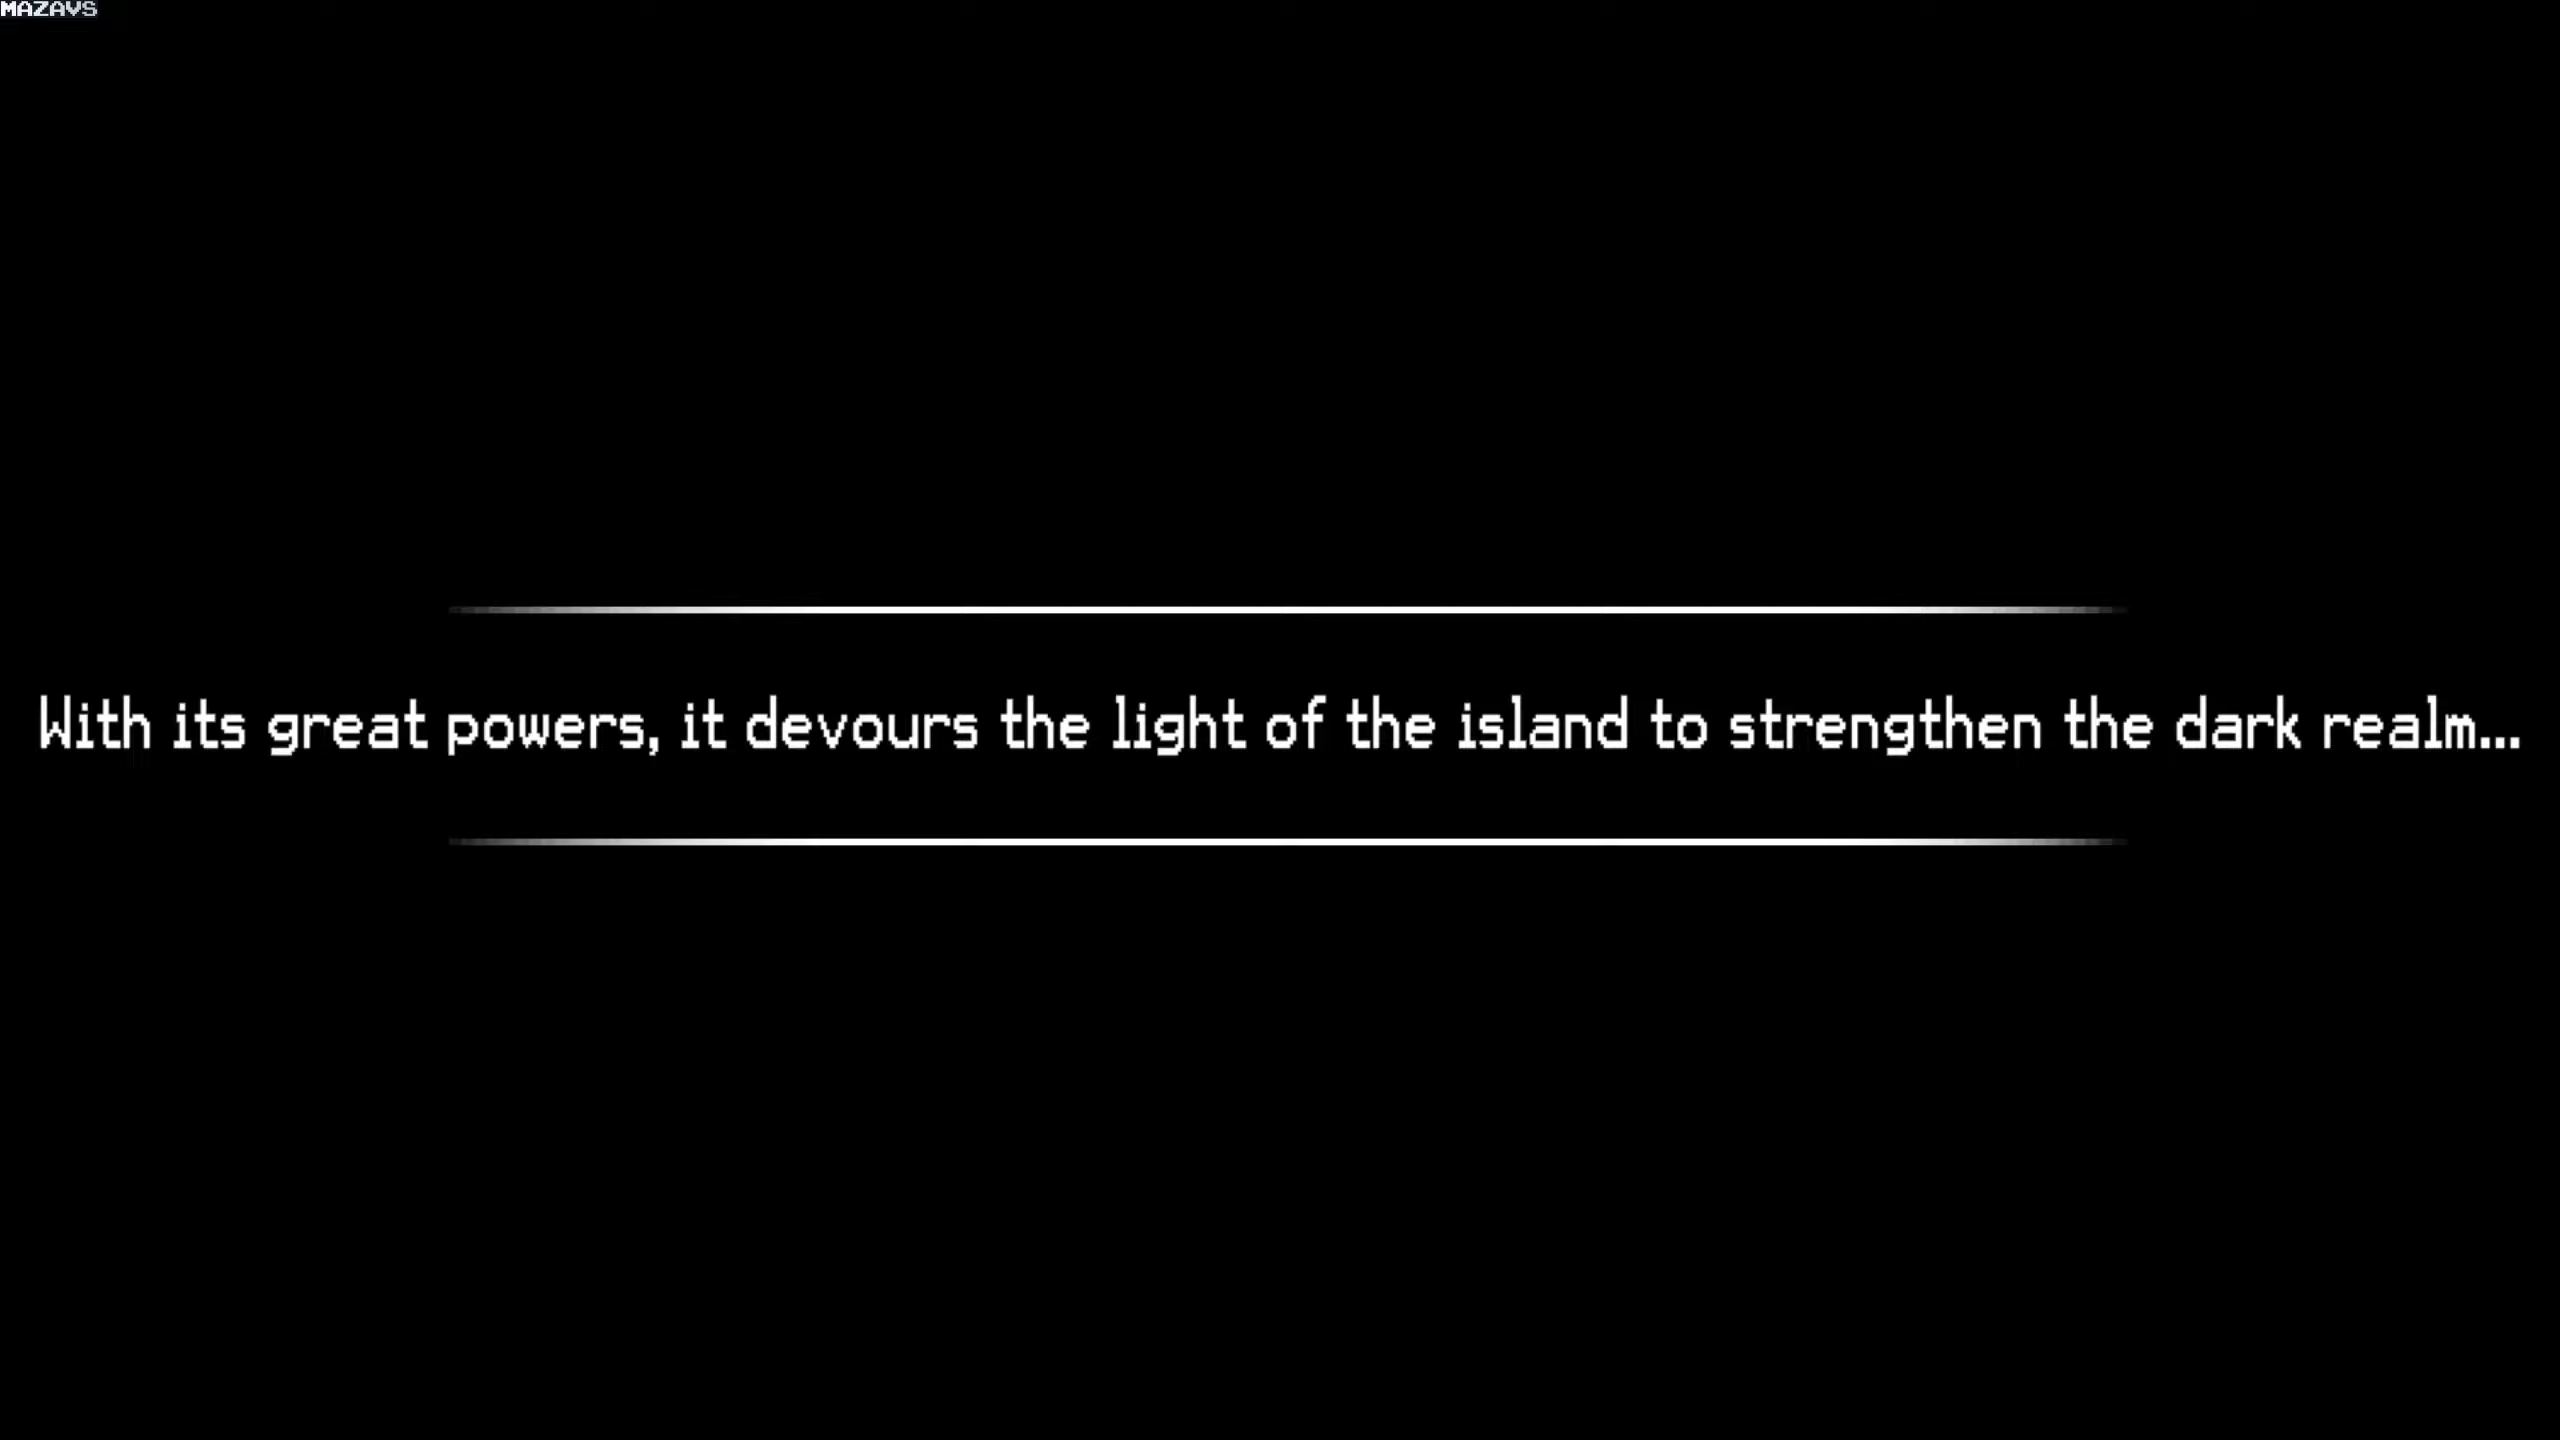 MAZAVS
With its great powers, it devours the light of the island to strengthen the dark realm...